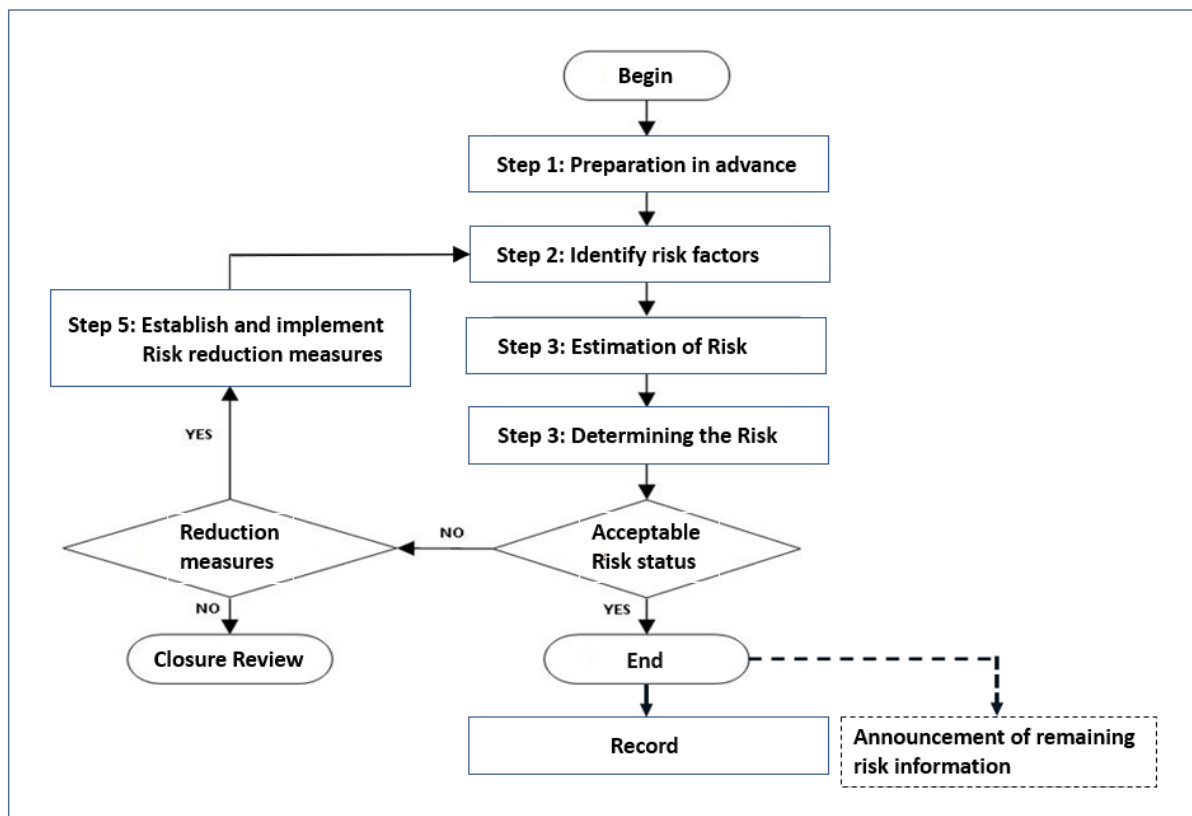 Begin
Step 1: Preparation in advance
Step 2: Identify risk factors
Step 5: Establish and implement
Risk reduction measures
Step 3: Estimation of Risk
Step 3: Determining the Risk
YES
Reduction
measures
NO
Acceptable
Risk status
NO
YES
Closure Review
End
Record
Announcement of remaining
risk information